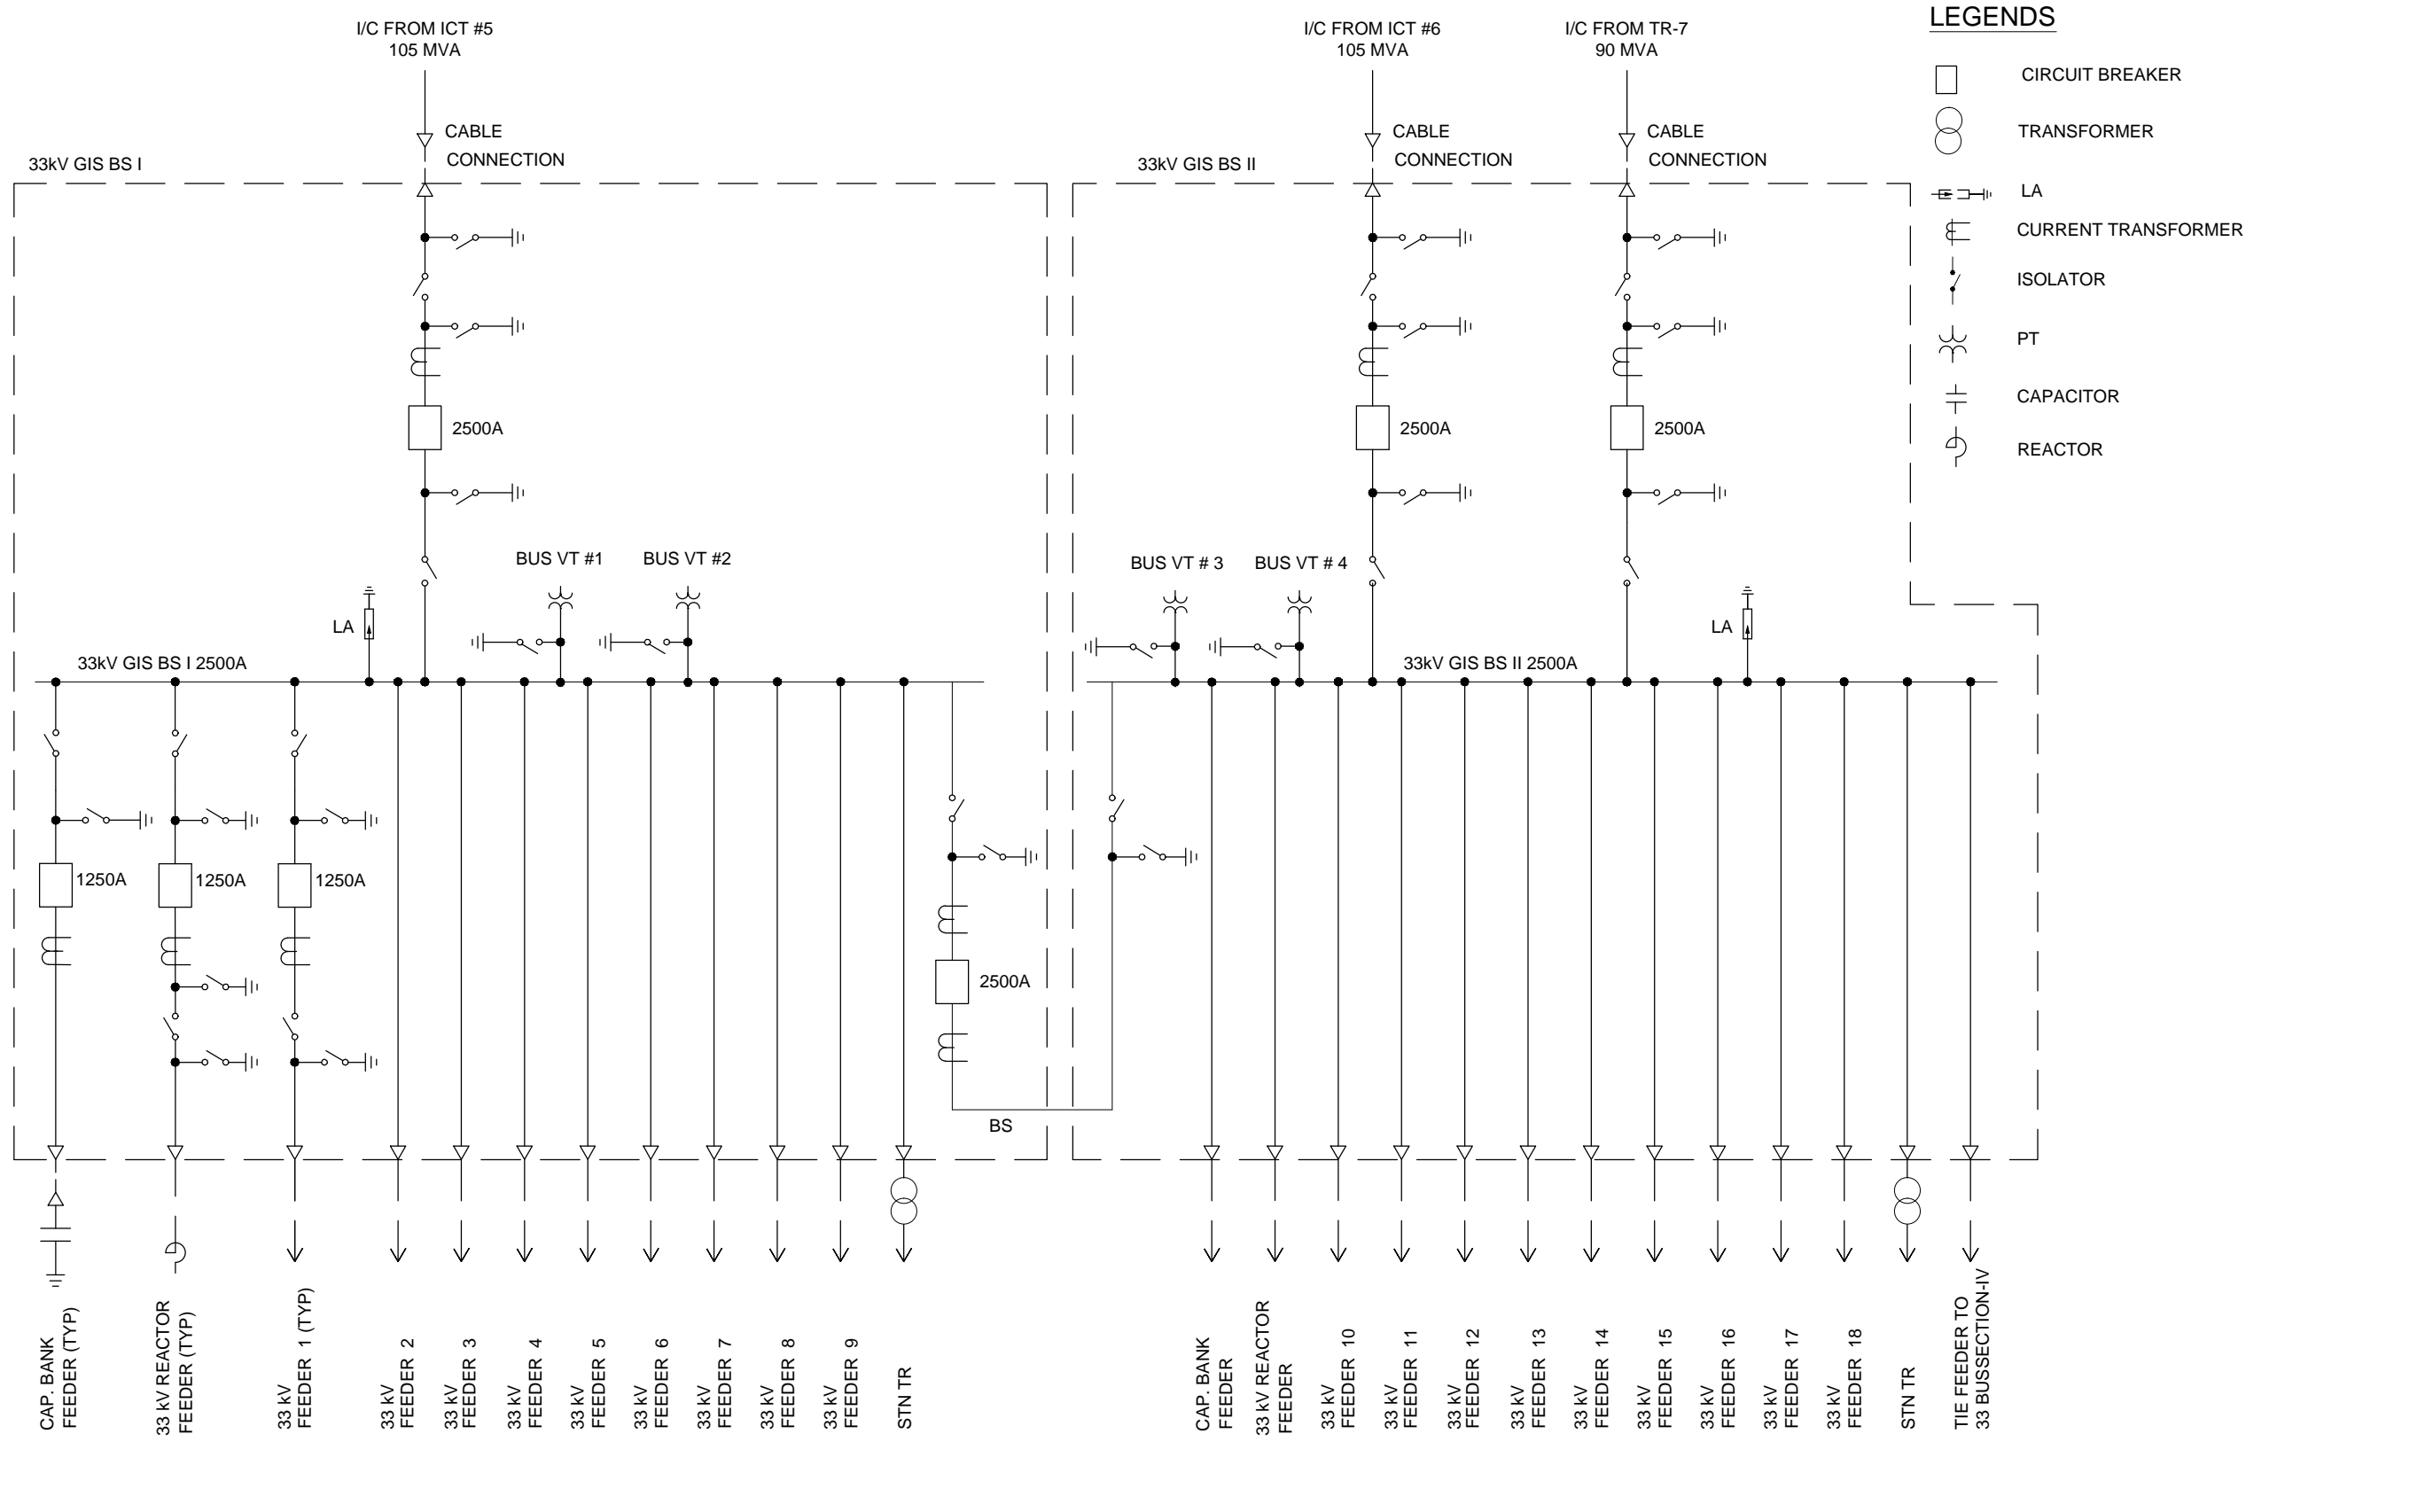 I/C FROM ICT #5
105 MVA
I/C FROM ICT #6
105 MVA
I/C FROM TR-7
90 MVA
LEGENDS
CIRCUIT BREAKER
TRANSFORMER
LA
CURRENT TRANSFORMER
ISOLATOR
PT
CAPACITOR
REACTOR
CABLE
CONNECTION
CABLE
CONNECTION
CABLE
CONNECTION
33kV GIS BS I
33kV GIS BS II
2500A
2500A
2500A
BUS VT #1
BUS VT #2
BUS VT # 3
BUS VT # 4
LA
LA
33kV GIS BS I 2500A
33kV GIS BS II 2500A
1250A
1250A
1250A
2500A
BS
CAP. BANK
FEEDER (TYP)
33 kV REACTOR
FEEDER (TYP)
33 kV
FEEDER 1 (TYP)
33 kV
FEEDER 2
33 kV
FEEDER 3
33 kV
FEEDER 4
33 kV
FEEDER 5
33 kV
FEEDER 6
33 kV
FEEDER 7
33 kV
FEEDER 8
33 kV
FEEDER 9
STN TR
CAP. BANK
FEEDER
33 kV REACTOR
FEEDER
33 kV
FEEDER 10
33 kV
FEEDER 11
33 kV
FEEDER 12
33 kV
FEEDER 13
33 kV
FEEDER 14
33 kV
FEEDER 15
33 kV
FEEDER 16
33 kV
FEEDER 17
33 kV
FEEDER 18
STN TR
TIE FEEDER TO
33 BUSSECTION-IV